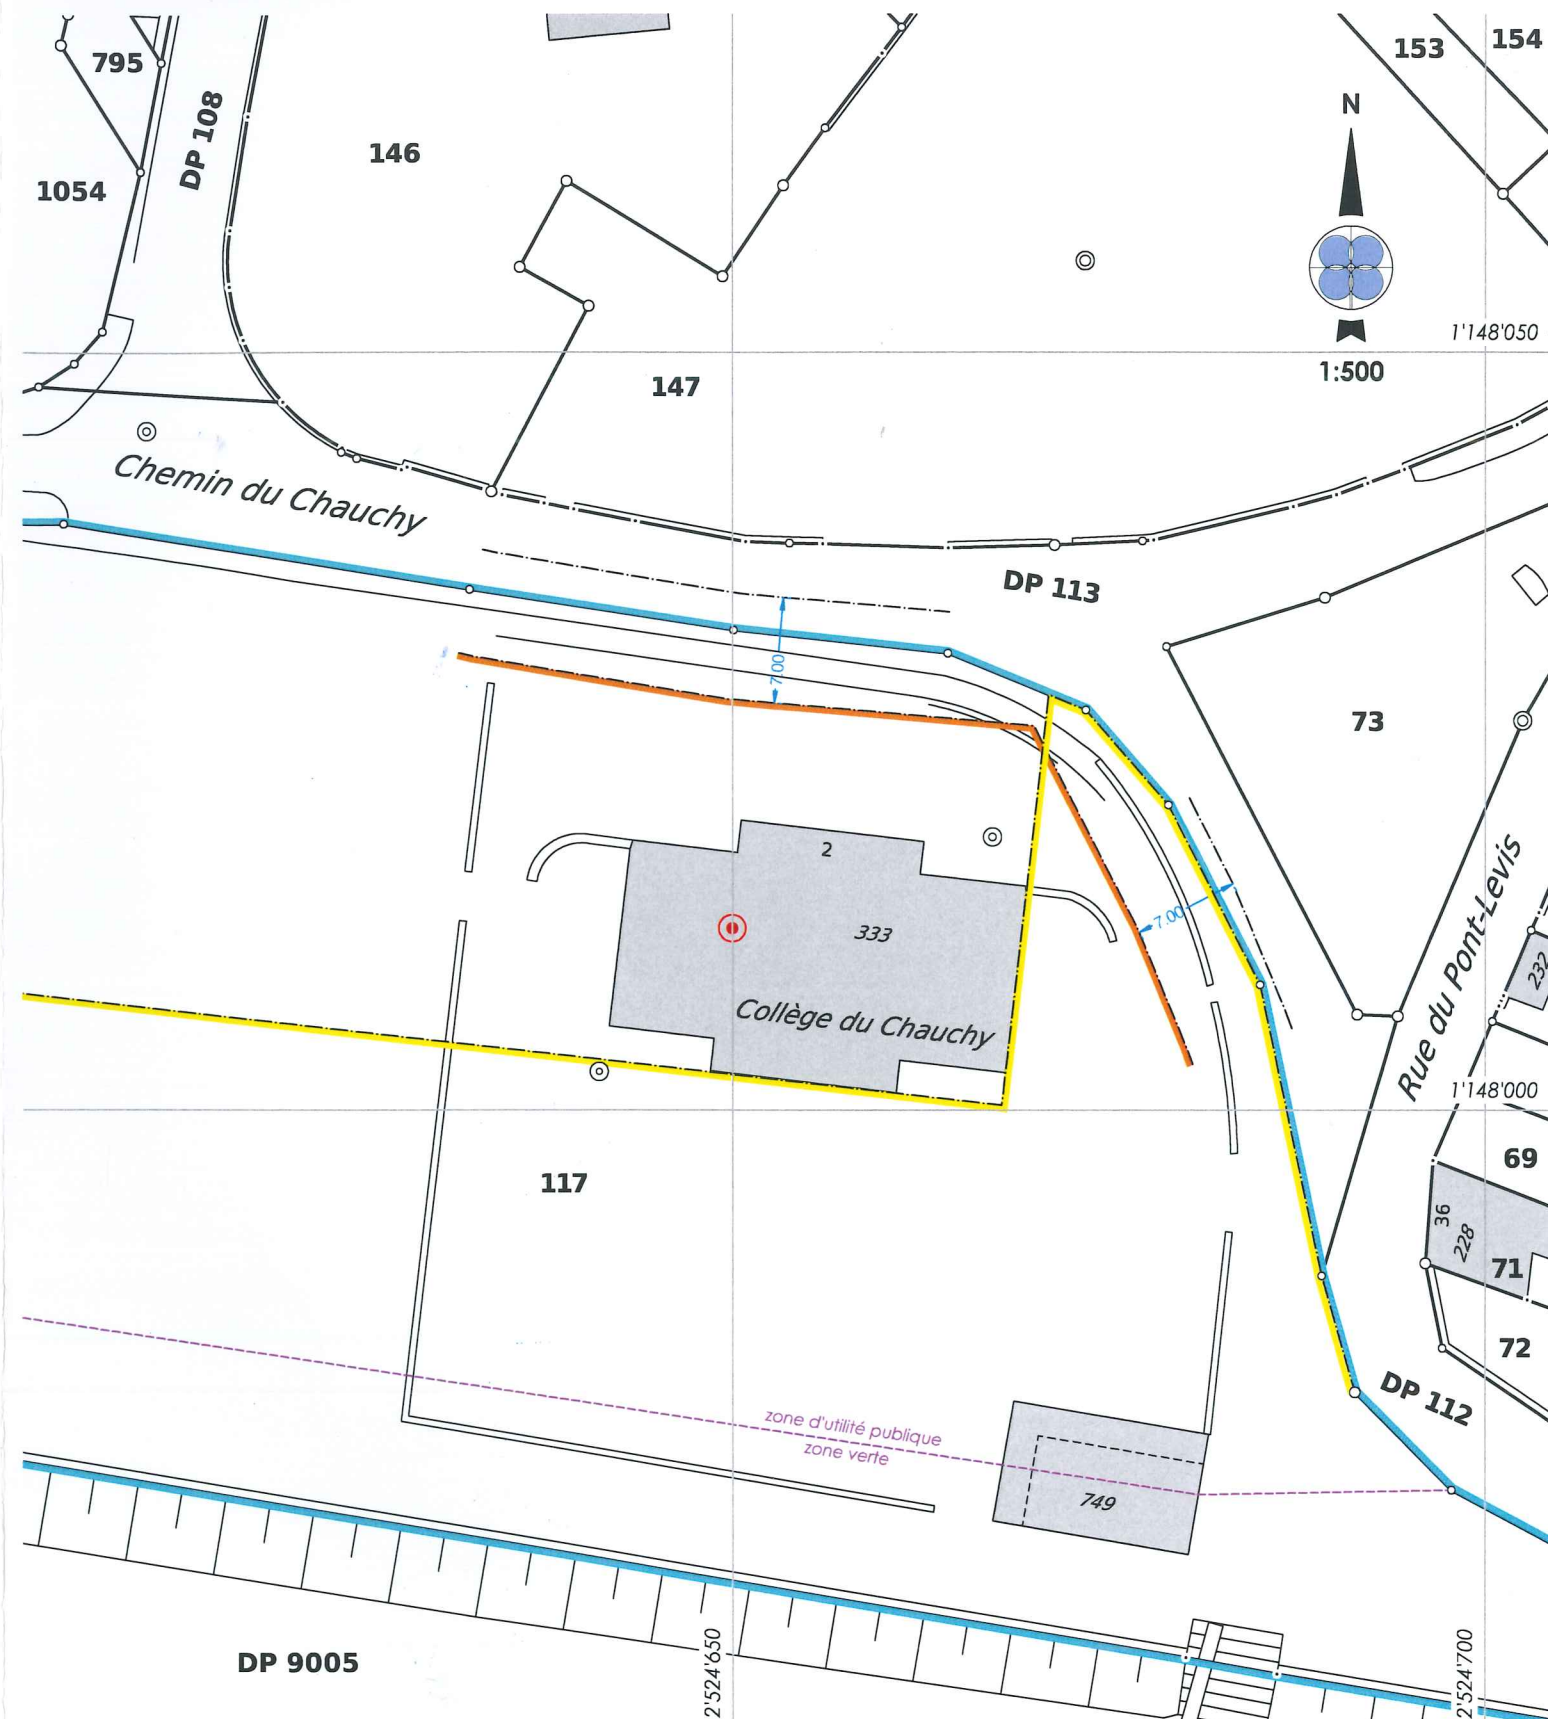 795
DP 108
146
1054
153
154
N
1'148'050
1:500
147
Chemin du Chauchy
DP 113
7.00
73
2
333
Collège du Chauchy
7.00
Rue du Pont-Levis
232
1'148'000
117
69
36
228
71
72
DP 112
zone d'utilité publique
zone verte
749
DP 9005
2'524'650
2'524'700